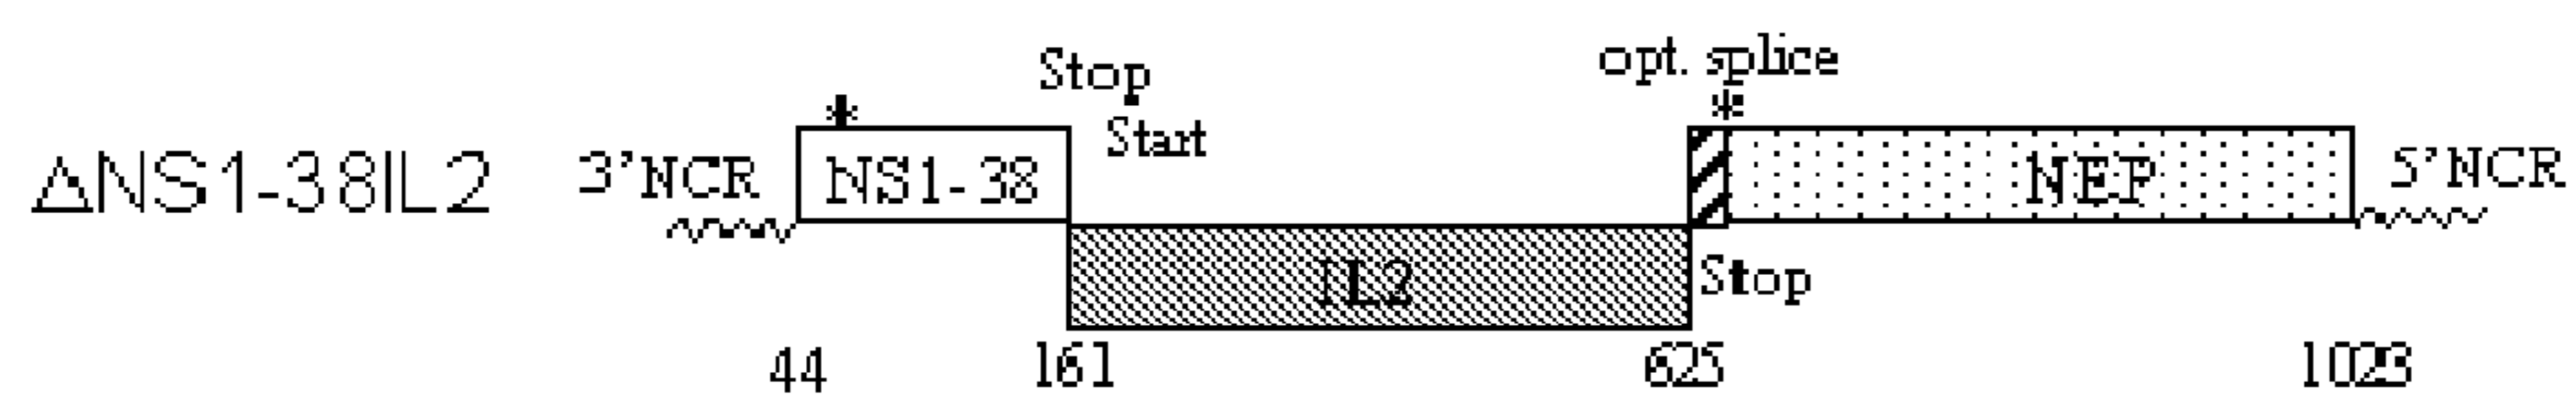 Stop
opt. splice
* Start *
ΔNS1-38IL2 3'NCR NS1-38 NEP 5'NCR
IL2 Stop
44 161 625 1023